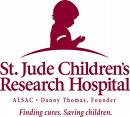 St. Jude Children's
Research Hospital
ALSAC • Danny Thomas, Founder
Finding cures. Saving children.